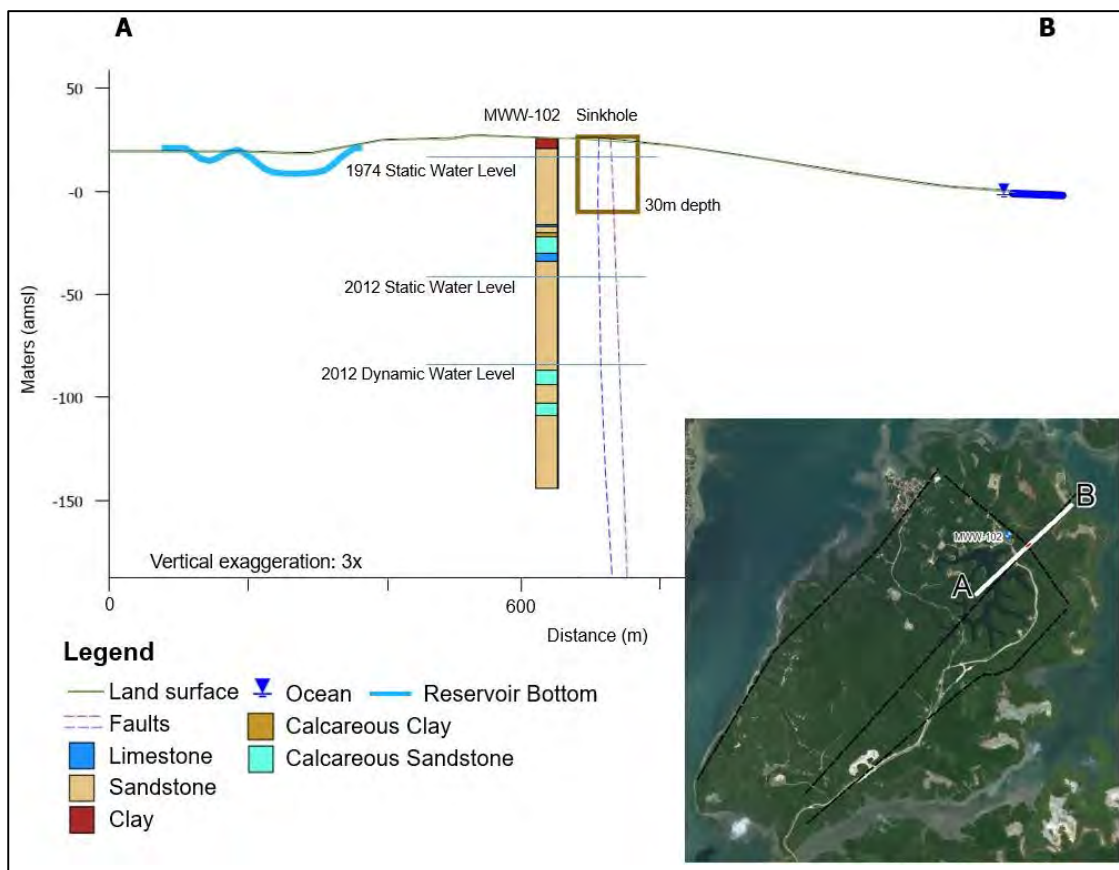 A
B
50
MWW-102
Sinkhole
1974 Static Water Level
-0
30m depth
-50
2012 Static Water Level
Maters (amsl)
2012 Dynamic Water Level
-100
-150
Vertical exaggeration: 3x
0
600
Distance (m)
B
MWW-102
A
Legend
Land surface
Ocean
Reservoir Bottom
Faults
Calcareous Clay
Limestone
Calcareous Sandstone
Sandstone
Clay